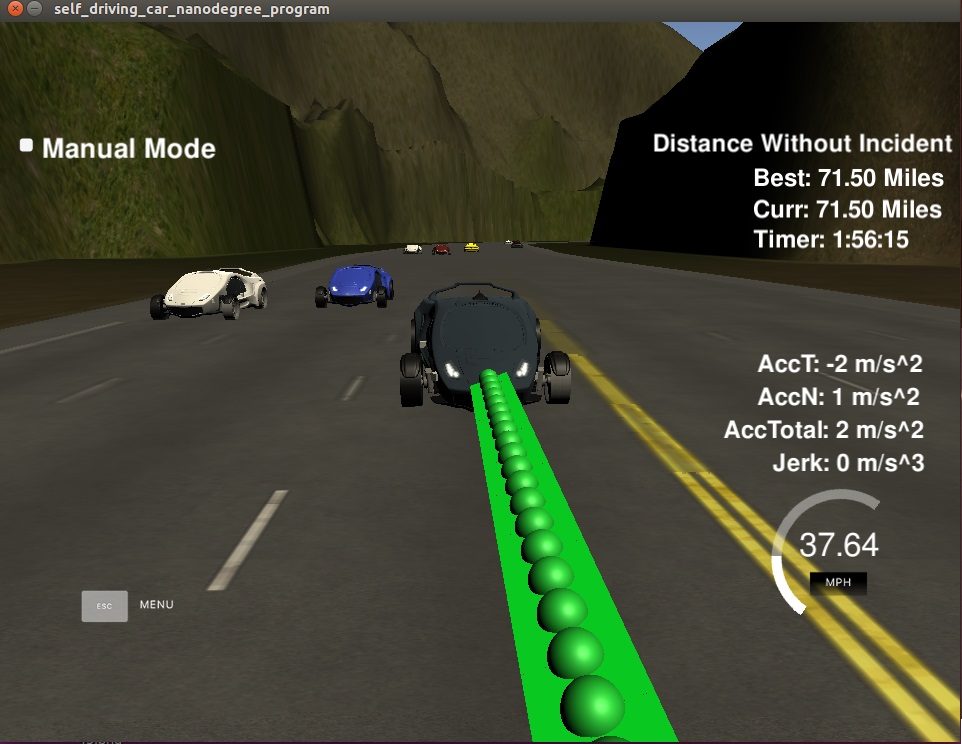 self_driving_car_nanodegree_program
Manual Mode
Distance Without Incident
Best: 71.50 Miles
Curr: 71.50 Miles
Timer: 1:56:15
AccT: -2 m/s^2
AccN: 1 m/s^2
AccTotal: 2 m/s^2
Jerk: 0 m/s^3
37.64
MPH
ESC MENU